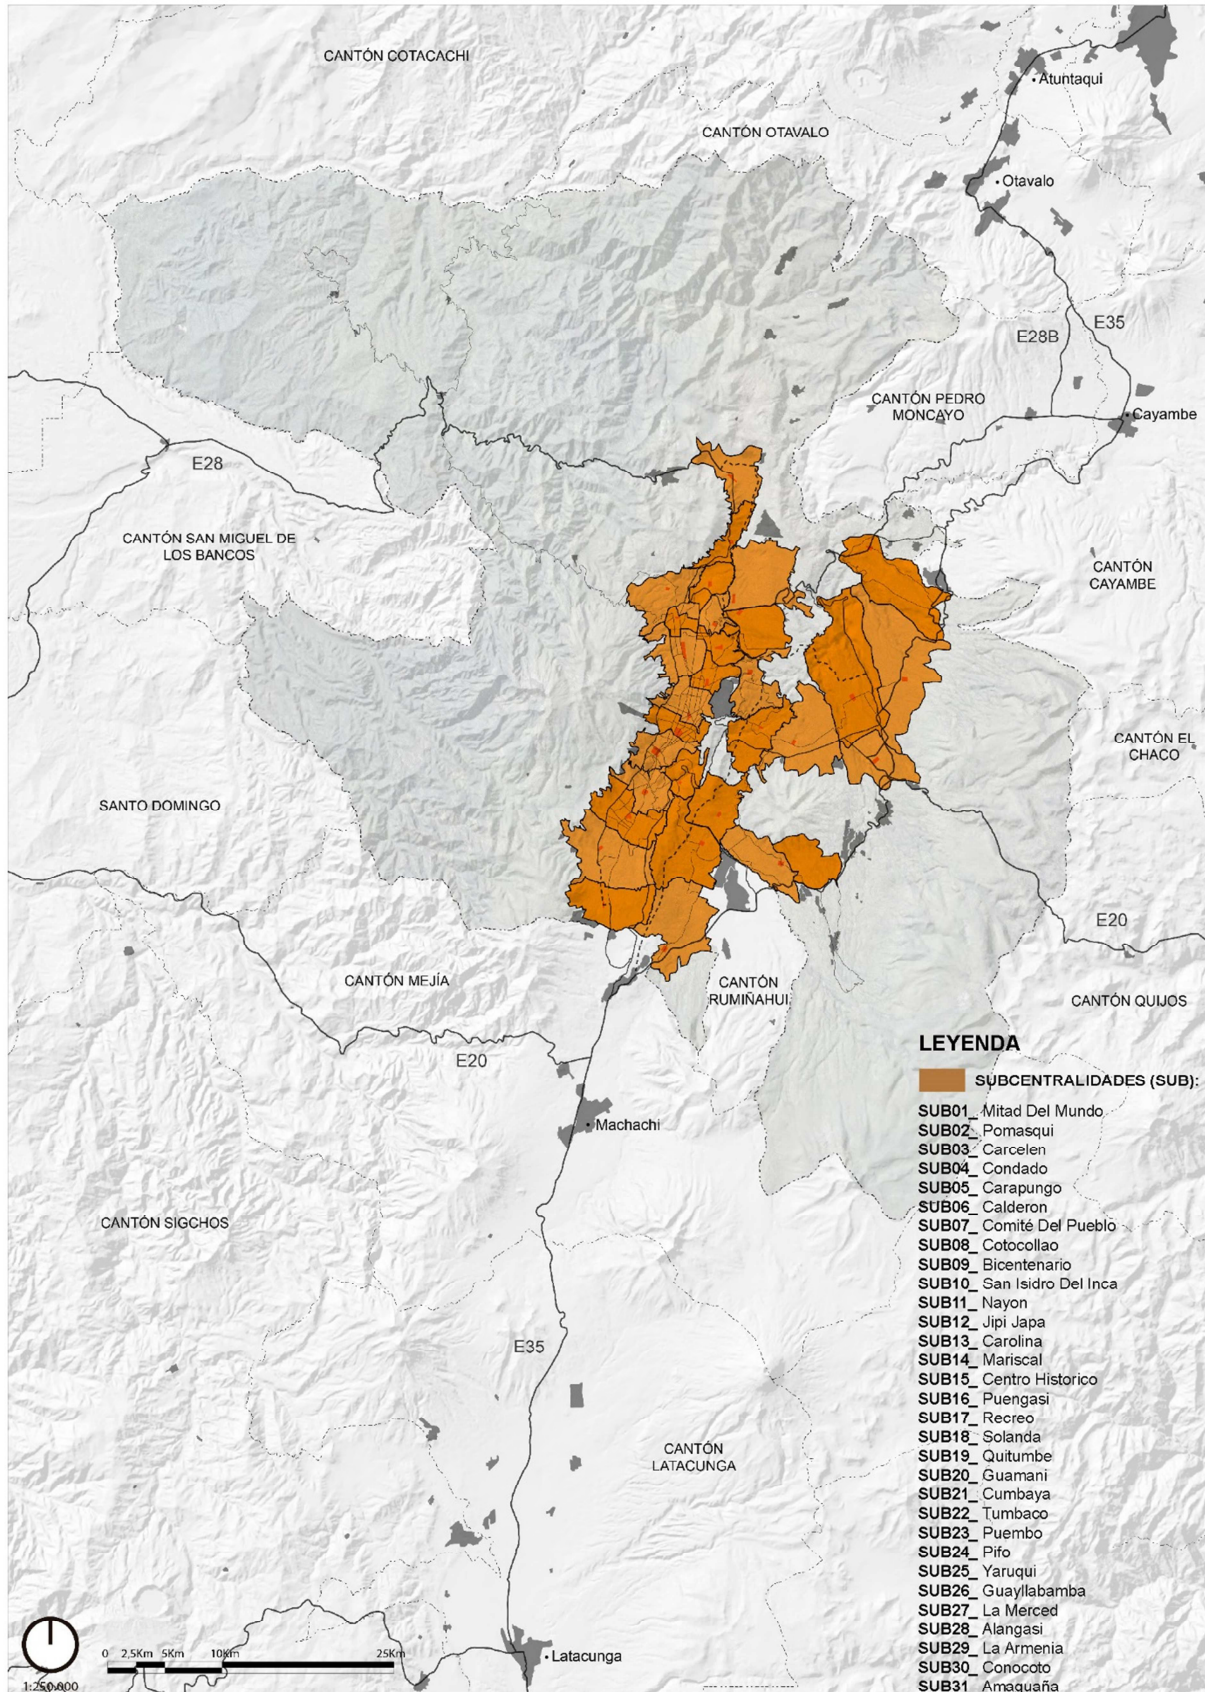 CANTÓN COTACACHI
Atuntaqui
CANTÓN OTAVALO
Otavalo
E35
E28B
CANTÓN PEDRO
MONCAYO
Cayambe
E28
CANTÓN SAN MIGUEL DE
LOS BANCOS
CANTÓN
CAYAMBE
CANTÓN EL
CHACO
SANTO DOMINGO
E20
CANTÓN MEJÍA
CANTÓN
RUMIÑAHUI
CANTÓN QUIJOS
E20
Machachi
CANTÓN SIGCHOS
E35
CANTÓN
LATACUNGA
Latacunga
LEYENDA
SUBCENTRALIDADES (SUB):
SUB01_ Mitad Del Mundo
SUB02_ Pomasqui
SUB03_ Carcelen
SUB04_ Condado
SUB05_ Carapungo
SUB06_ Calderon
SUB07_ Comité Del Pueblo
SUB08_ Cotocollao
SUB09_ Bicentenario
SUB10_ San Isidro Del Inca
SUB11_ Nayon
SUB12_ Jipi Japa
SUB13_ Carolina
SUB14_ Mariscal
SUB15_ Centro Historico
SUB16_ Puengasi
SUB17_ Recreo
SUB18_ Solanda
SUB19_ Quitumbe
SUB20_ Guamani
SUB21_ Cumbaya
SUB22_ Tumbaco
SUB23_ Puembo
SUB24_ Pifo
SUB25_ Yaruqui
SUB26_ Guayllabamba
SUB27_ La Merced
SUB28_ Alangasi
SUB29_ La Armenia
SUB30_ Conocoto
SUB31_ Amaguaña
0 2,5Km 5Km 10Km 25Km
1:250.000